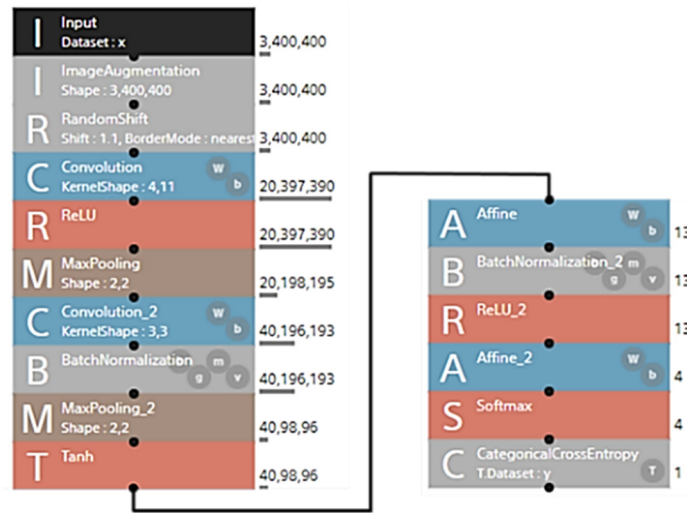 I
Input
Dataset : x
3,400,400
I
ImageAugmentation
Shape : 3,400,400
3,400,400
R
RandomShift
Shift : 1.1, BorderMode : neares
3,400,400
C
Convolution
KernelShape : 4,11
W
b
20,397,390
R
ReLU
20,397,390
M
MaxPooling
Shape : 2,2
20,198,195
C
Convolution_2
KernelShape : 3,3
W
b
40,196,193
B
BatchNormalization
m
g
v
40,196,193
M
MaxPooling_2
Shape : 2,2
40,98,96
T
Tanh
40,98,96
A
Affine
W
b
13
B
BatchNormalization_2
m
g
v
13
R
ReLU_2
13
A
Affine_2
W
b
4
S
Softmax
4
C
CategoricalCrossEntropy
T.Dataset : y
T
1